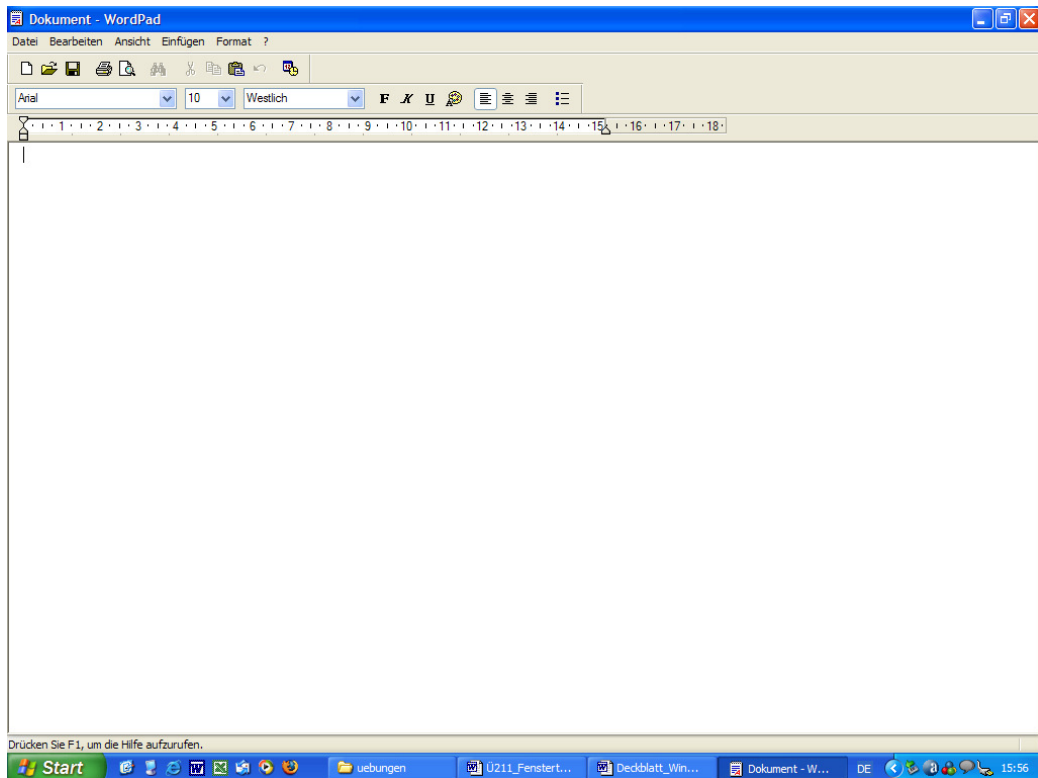 Dokument - WordPad
Datei Bearbeiten Ansicht Einfügen Format ?
Arial 10 Westlich F K U
1 2 3 4 5 6 7 8 9 10 11 12 13 14 15 16 17 18
Drücken Sie F1, um die Hilfe aufzurufen.
Start uebungen Ü211_Fenstert... Deckblatt_Win... Dokument - W... DE 15:56